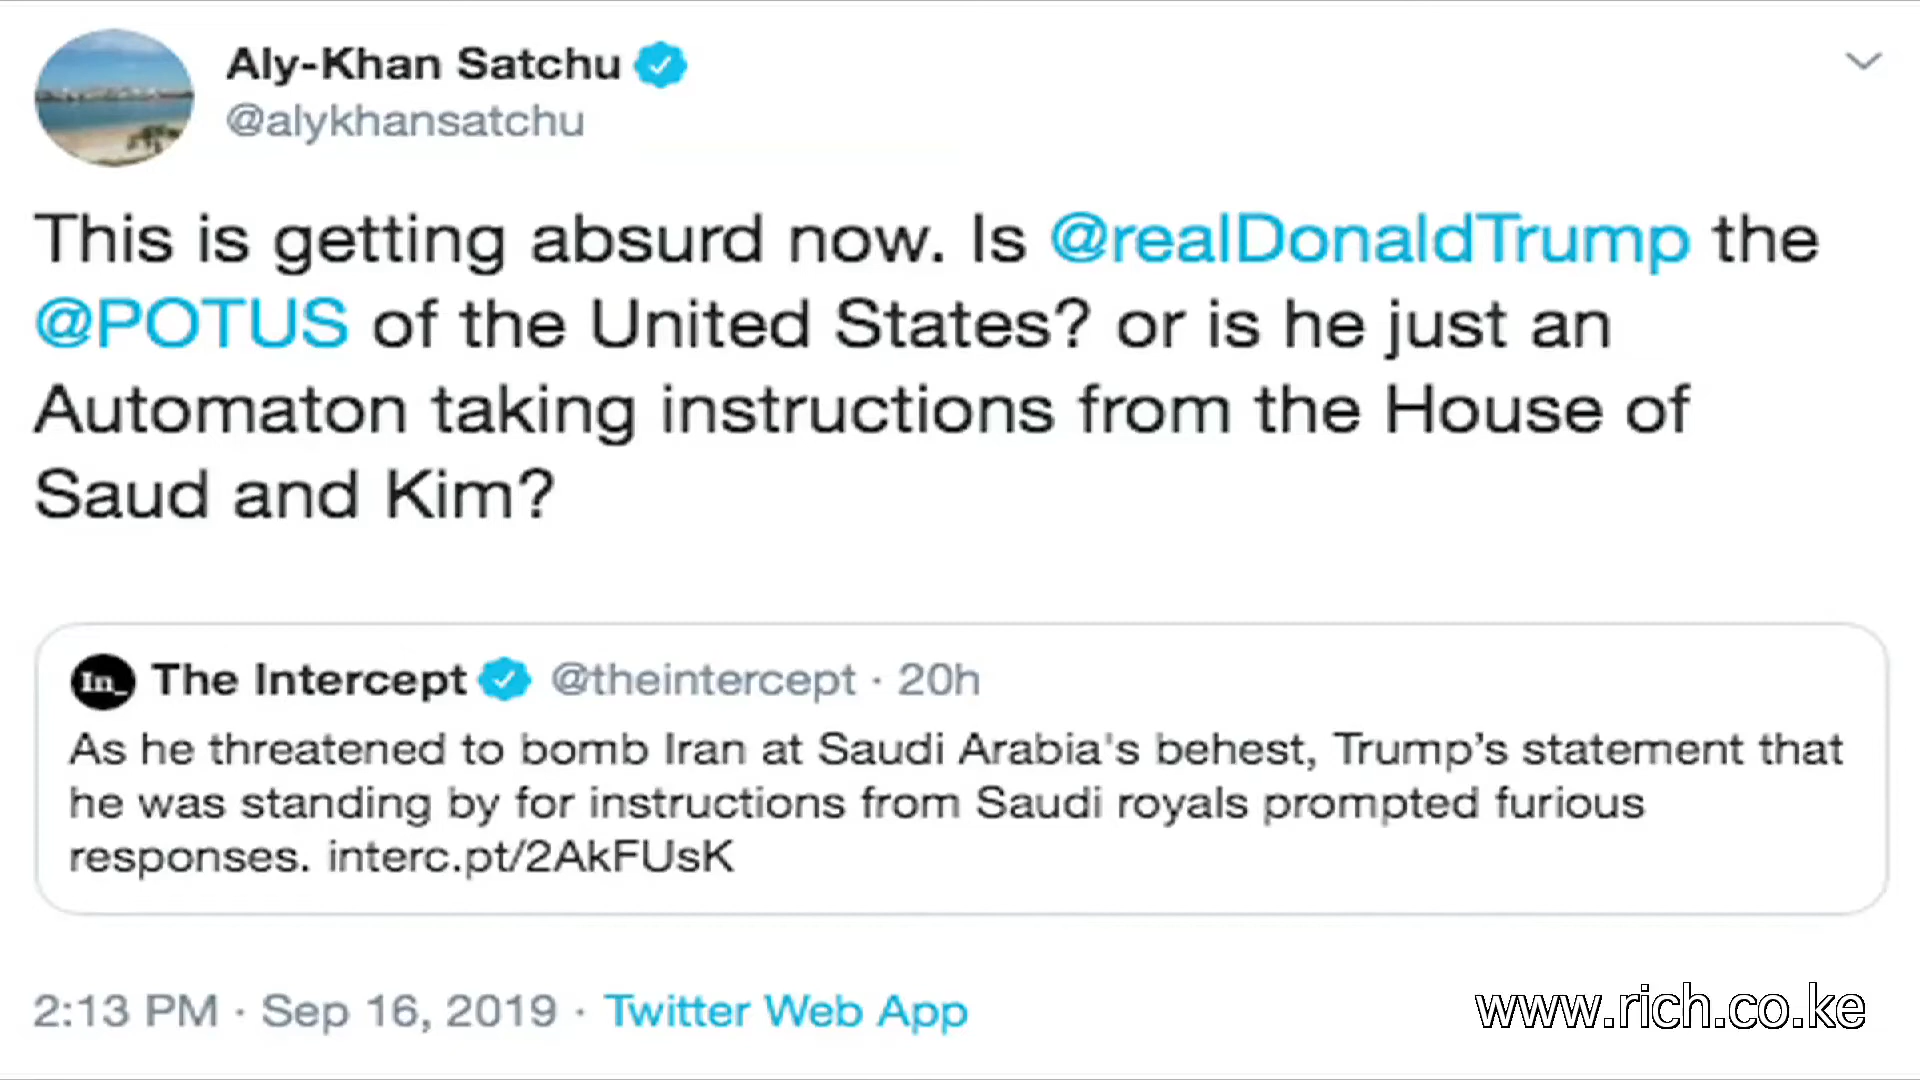 Aly-Khan Satchu
@alykhansatchu
This is getting absurd now. Is @realDonaldTrump the
@POTUS of the United States? or is he just an
Automaton taking instructions from the House of
Saud and Kim?
In_ The Intercept @theintercept · 20h
As he threatened to bomb Iran at Saudi Arabia's behest, Trump’s statement that
he was standing by for instructions from Saudi royals prompted furious
responses. interc.pt/2AkFUsK
2:13 PM · Sep 16, 2019 · Twitter Web App
www.rich.co.ke